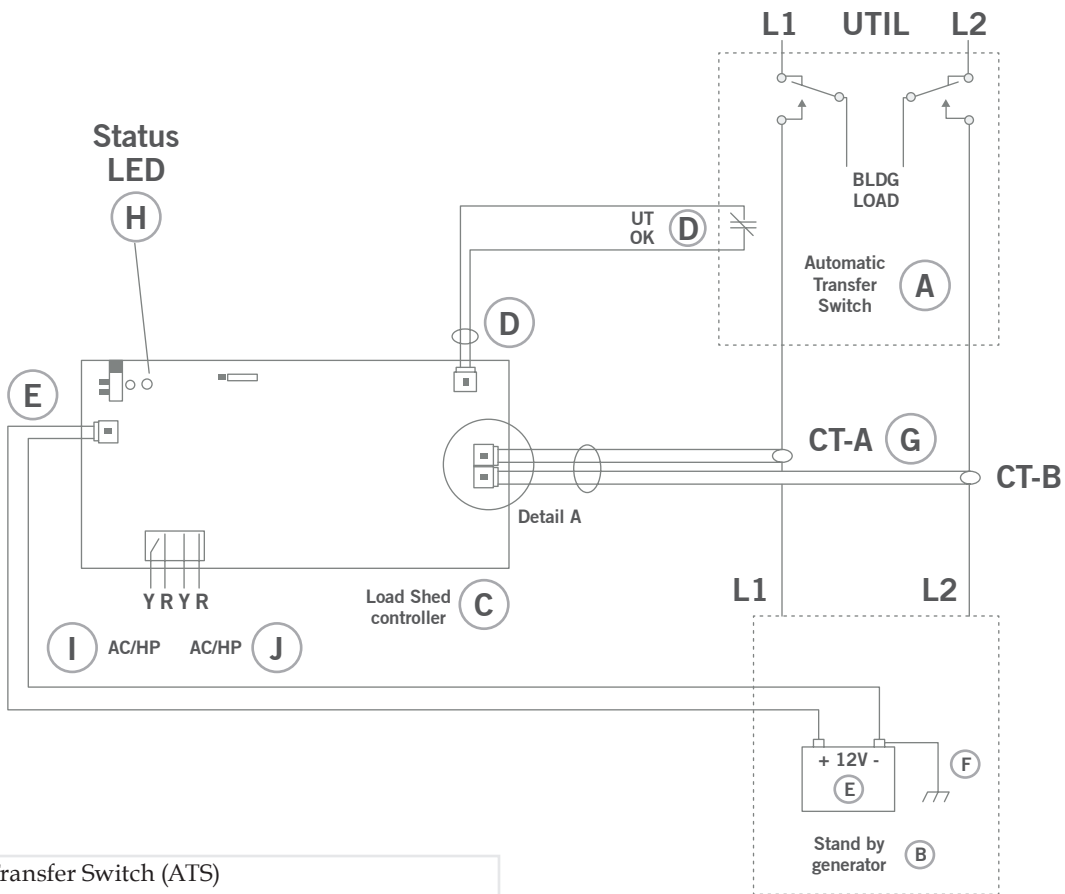 L1 UTIL L2
Status
LED
H
BLDG
LOAD
UT
OK
D
Automatic
Transfer
Switch
A
D
E
CT-A G
CT-B
Detail A
L1 L2
Y R Y R
Load Shed
controller
C
I AC/HP AC/HP J
+ 12V -
E
F
Stand by
generator
B
Transfer Switch (ATS)